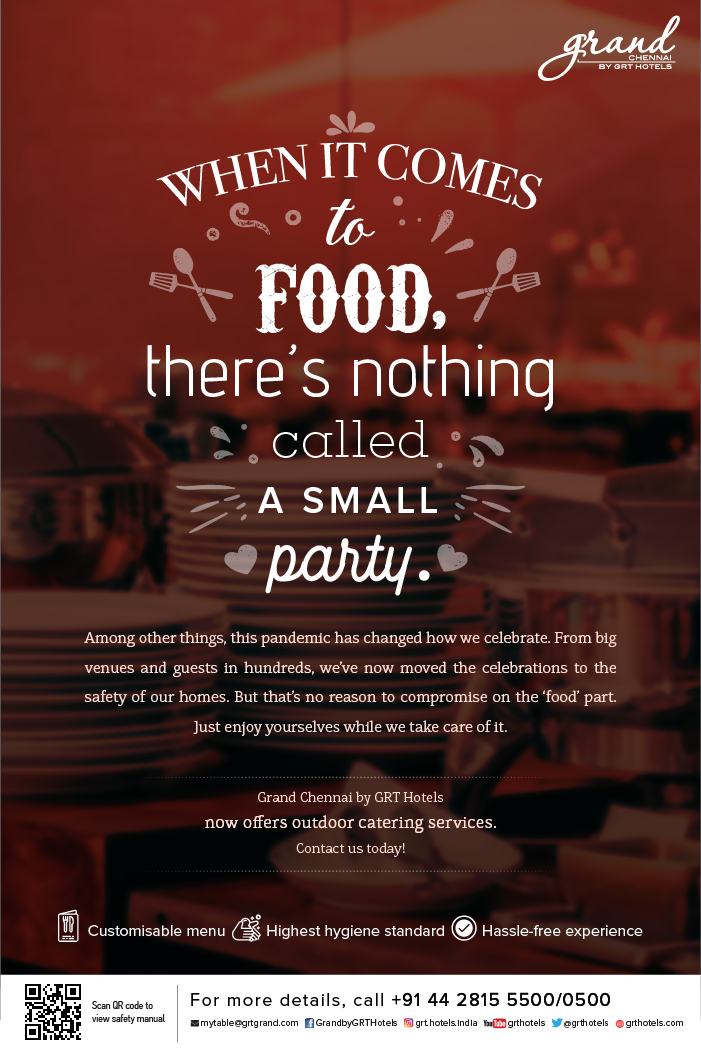 grand
CHENNAI
BY GRT HOTELS
WHEN IT COMES
to
FOOD,
there's nothing
called
A SMALL
party.
Among other things, this pandemic has changed how we celebrate. From big
venues and guests in hundreds, we've now moved the celebrations to the
safety of our homes. But that's no reason to compromise on the 'food' part.
Just enjoy yourselves while we take care of it.
Grand Chennai by GRT Hotels
now offers outdoor catering services.
Contact us today!
Customisable menu Highest hygiene standard Hassle-free experience
Scan QR code to
view safety manual
For more details, call +91 44 2815 5500/0500
mytable@grtgrand.com GrandbyGRTHotels grt.hotels.india YouTube grthotels @grthotels grthotels.com